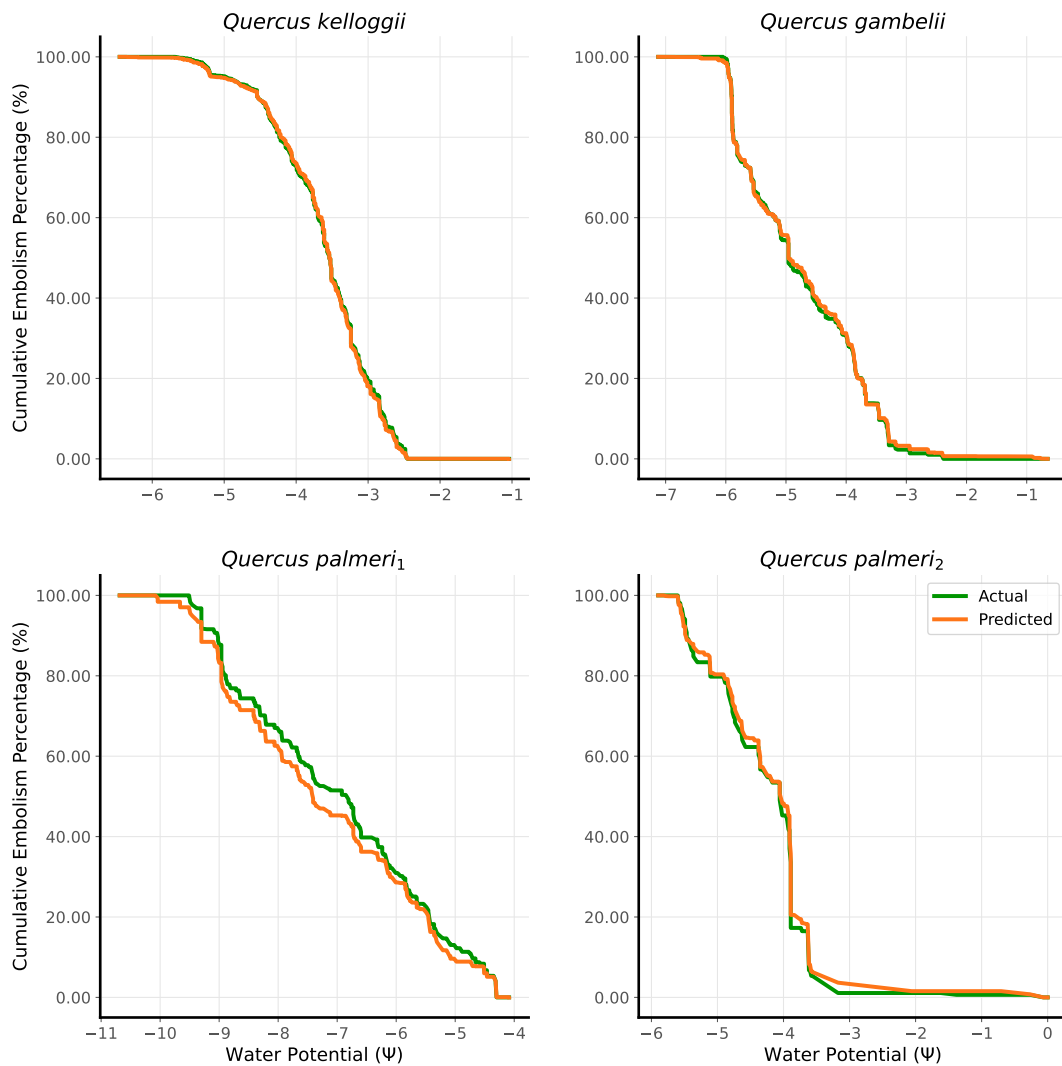 Quercus kelloggii
Quercus gambelii
Cumulative Embolism Percentage (%)
100.00
80.00
60.00
40.00
20.00
0.00
−6 −5 −4 −3 −2 −1
100.00
80.00
60.00
40.00
20.00
0.00
−7 −6 −5 −4 −3 −2 −1
Quercus palmeri₁
Quercus palmeri₂
Cumulative Embolism Percentage (%)
100.00
80.00
60.00
40.00
20.00
0.00
−11 −10 −9 −8 −7 −6 −5 −4
Water Potential (Ψ)
Actual
Predicted
100.00
80.00
60.00
40.00
20.00
0.00
−6 −5 −4 −3 −2 −1 0
Water Potential (Ψ)